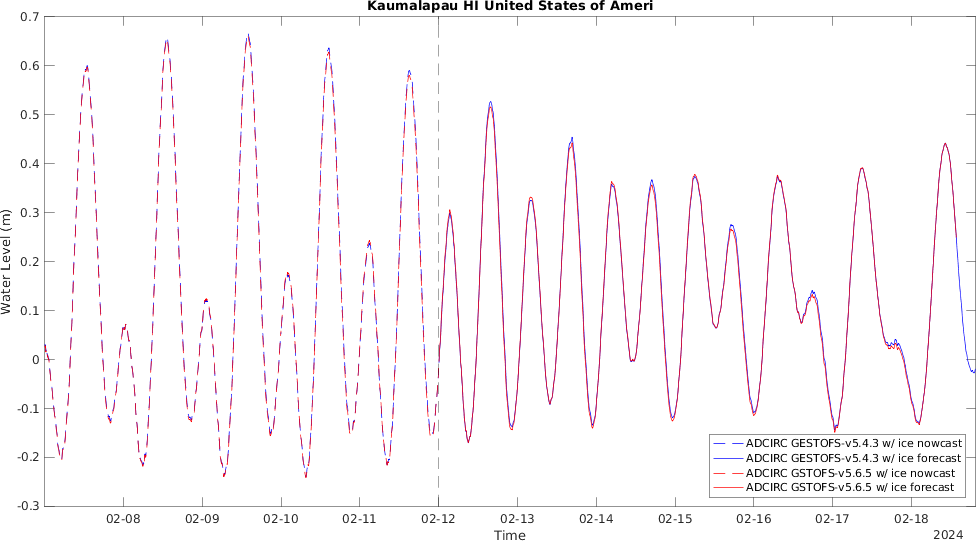 Kaumalapau HI United States of Ameri
0.7
0.6
0.5
0.4
0.3
0.2
0.1
0
-0.1
-0.2
-0.3
Water Level (m)
ADCIRC GESTOFS-v5.4.3 w/ ice nowcast
ADCIRC GESTOFS-v5.4.3 w/ ice forecast
ADCIRC GSTOFS-v5.6.5 w/ ice nowcast
ADCIRC GSTOFS-v5.6.5 w/ ice forecast
02-08 02-09 02-10 02-11 02-12 02-13 02-14 02-15 02-16 02-17 02-18
Time
2024